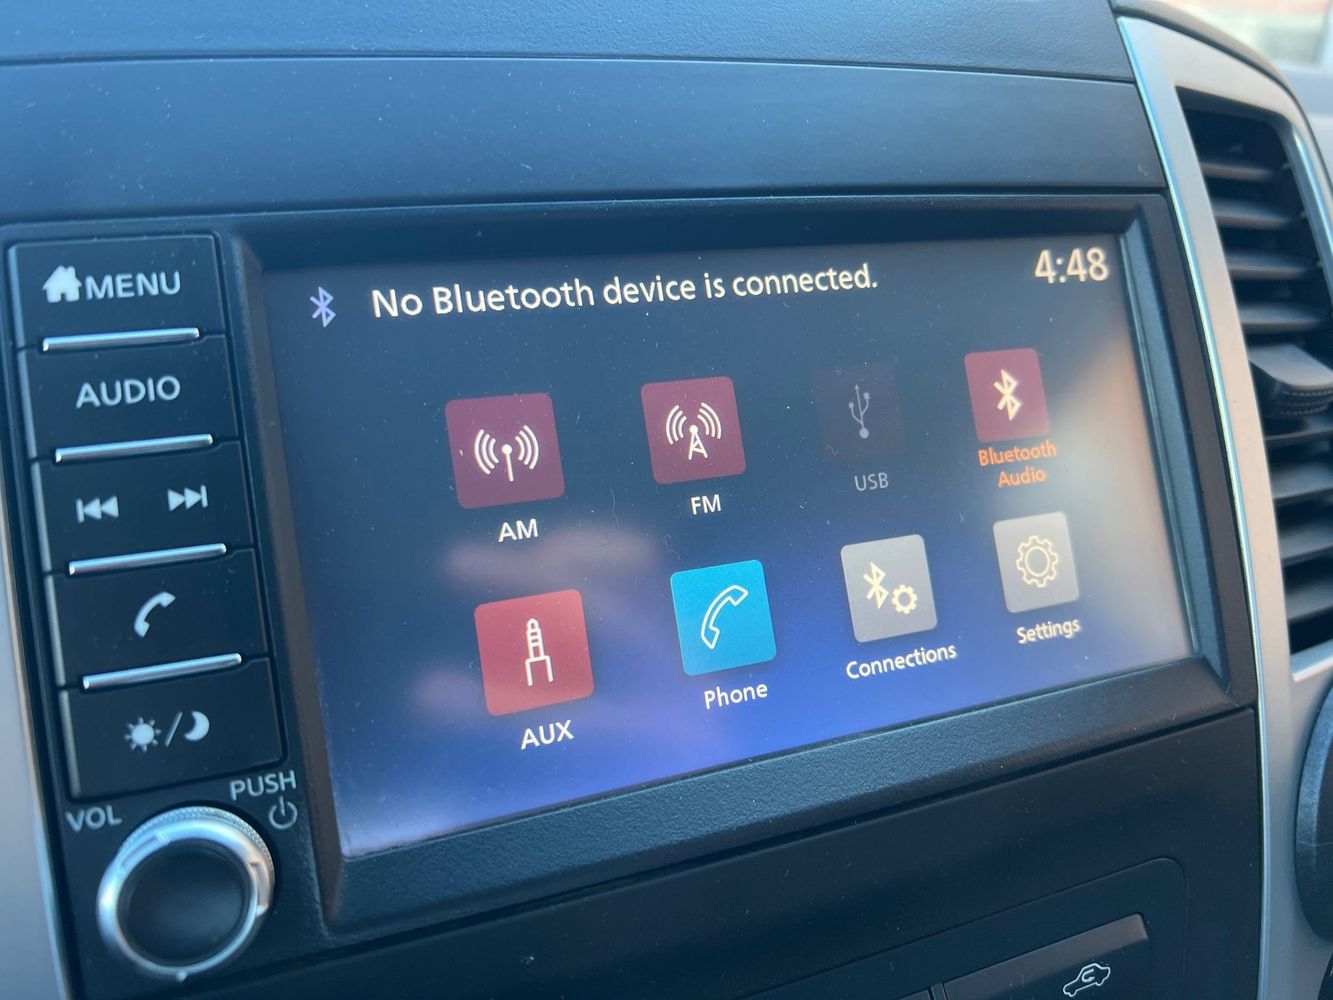 MENU
AUDIO
VOL
PUSH
No Bluetooth device is connected.
4:48
AM
FM
USB
Bluetooth
Audio
AUX
Phone
Connections
Settings